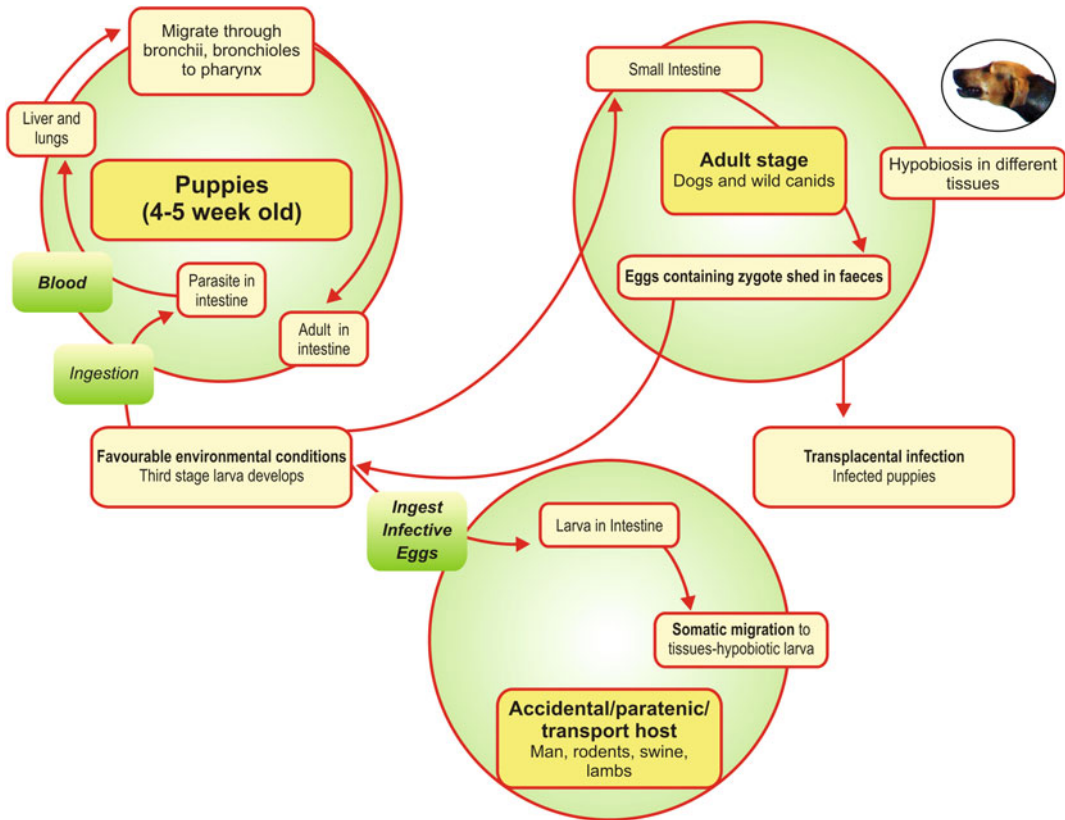 Migrate through
bronchii, bronchioles
to pharynx
Liver and
lungs
Puppies
(4-5 week old)
Blood
Parasite in
intestine
Adult in
intestine
Ingestion
Small Intestine
Adult stage
Dogs and wild canids
Hypobiosis in different
tissues
Eggs containing zygote shed in faeces
Favourable environmental conditions
Third stage larva develops
Transplacental infection
Infected puppies
Ingest
Infective
Eggs
Larva in Intestine
Somatic migration to
tissues-hypobiotic larva
Accidental/paratenic/
transport host
Man, rodents, swine,
lambs